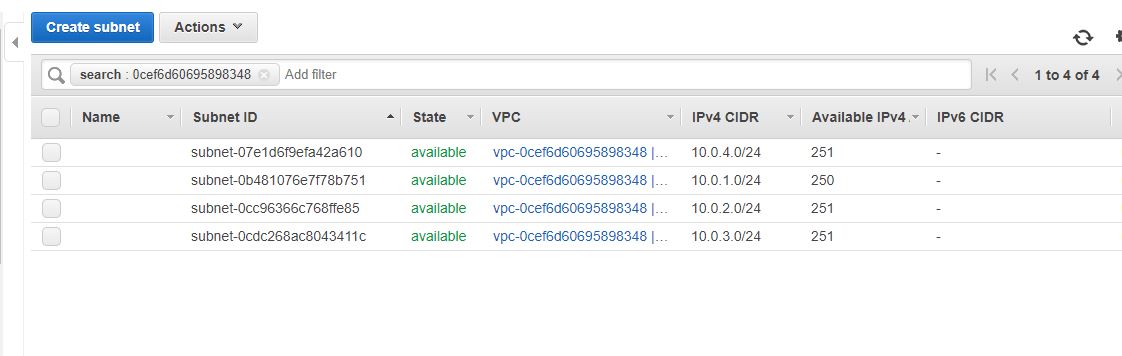 Create subnet Actions
search : 0cef6d60695898348 Add filter 1 to 4 of 4
Name Subnet ID State VPC IPv4 CIDR Available IPv4 . IPv6 CIDR
subnet-07e1d6f9efa42a610 available vpc-0cef6d60695898348 |... 10.0.4.0/24 251 -
subnet-0b481076e7f78b751 available vpc-0cef6d60695898348 |... 10.0.1.0/24 250 -
subnet-0cc96366c768ffe85 available vpc-0cef6d60695898348 |... 10.0.2.0/24 251 -
subnet-0cdc268ac8043411c available vpc-0cef6d60695898348 |... 10.0.3.0/24 251 -